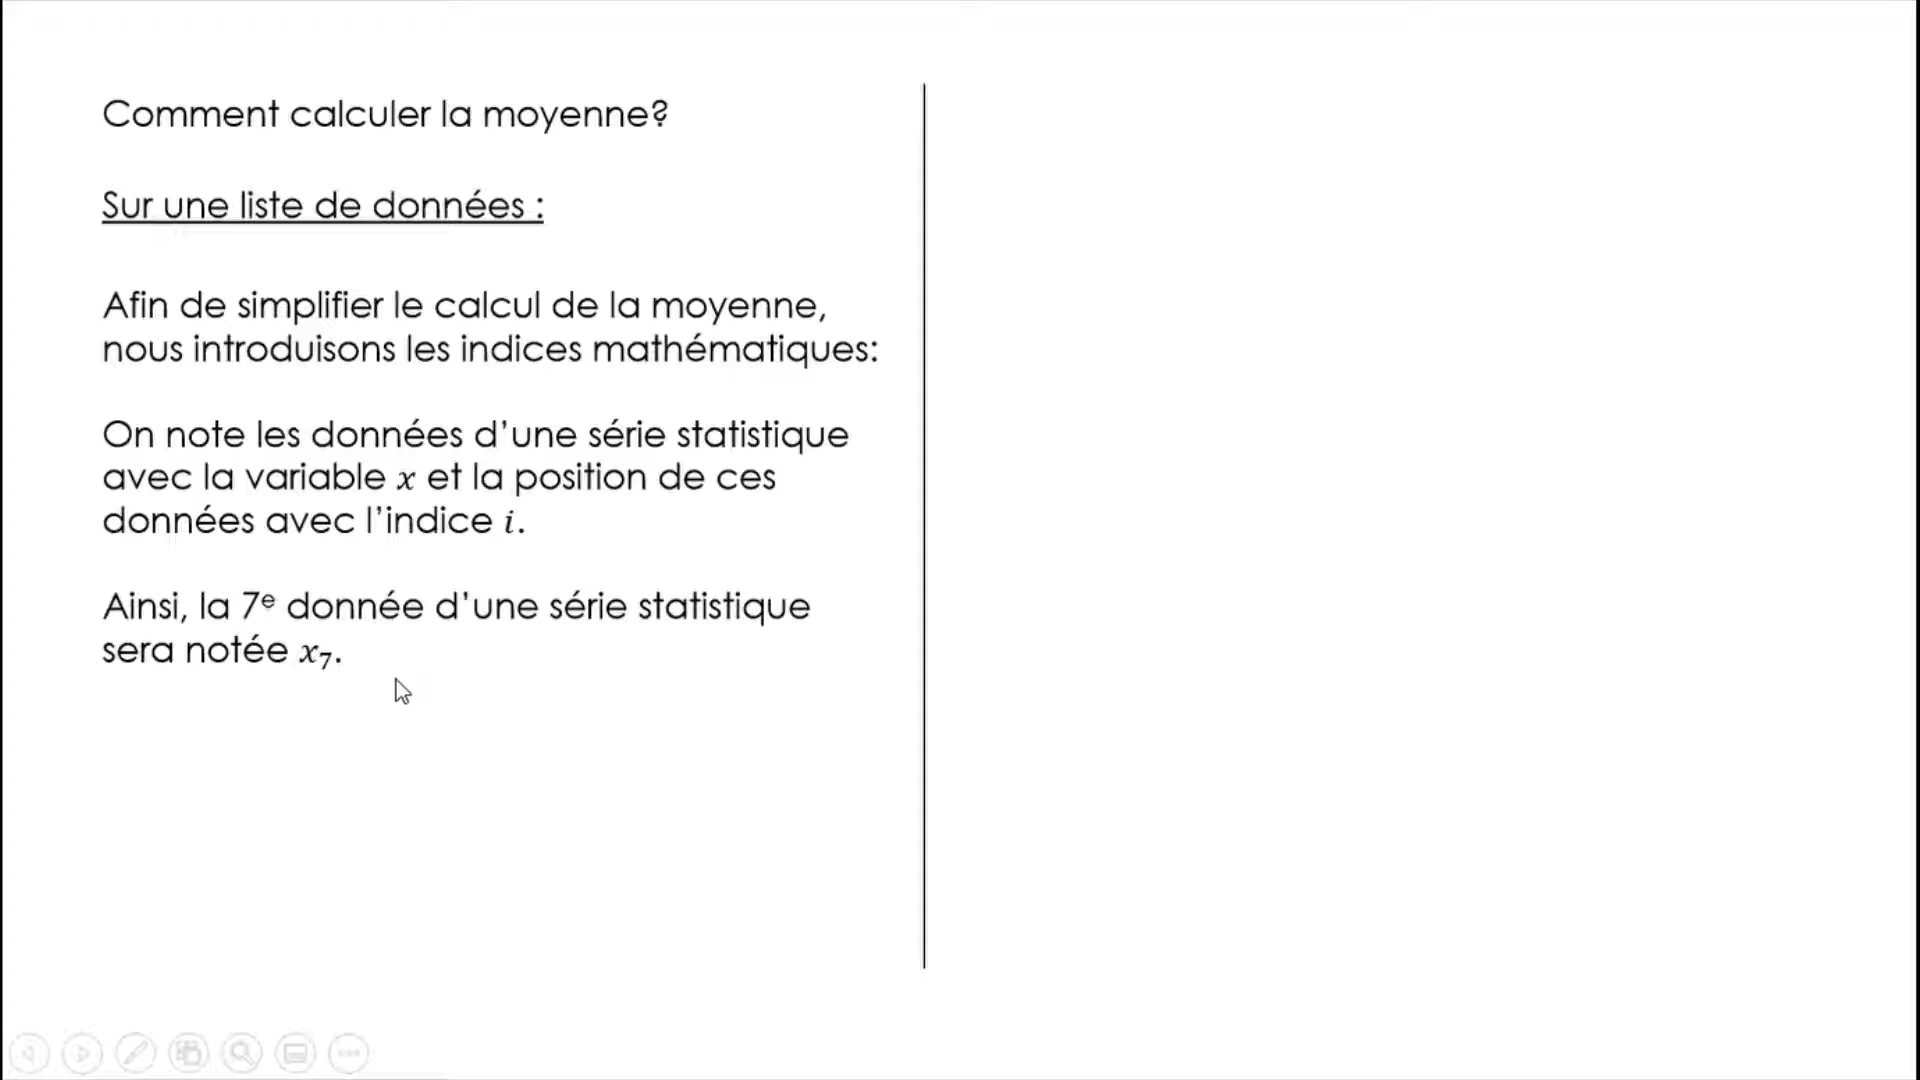 Comment calculer la moyenne?
Sur une liste de données :
Afin de simplifier le calcul de la moyenne,
nous introduisons les indices mathématiques:
On note les données d’une série statistique
avec la variable x et la position de ces
données avec l’indice i.
Ainsi, la 7ᵉ donnée d’une série statistique
sera notée x₇.